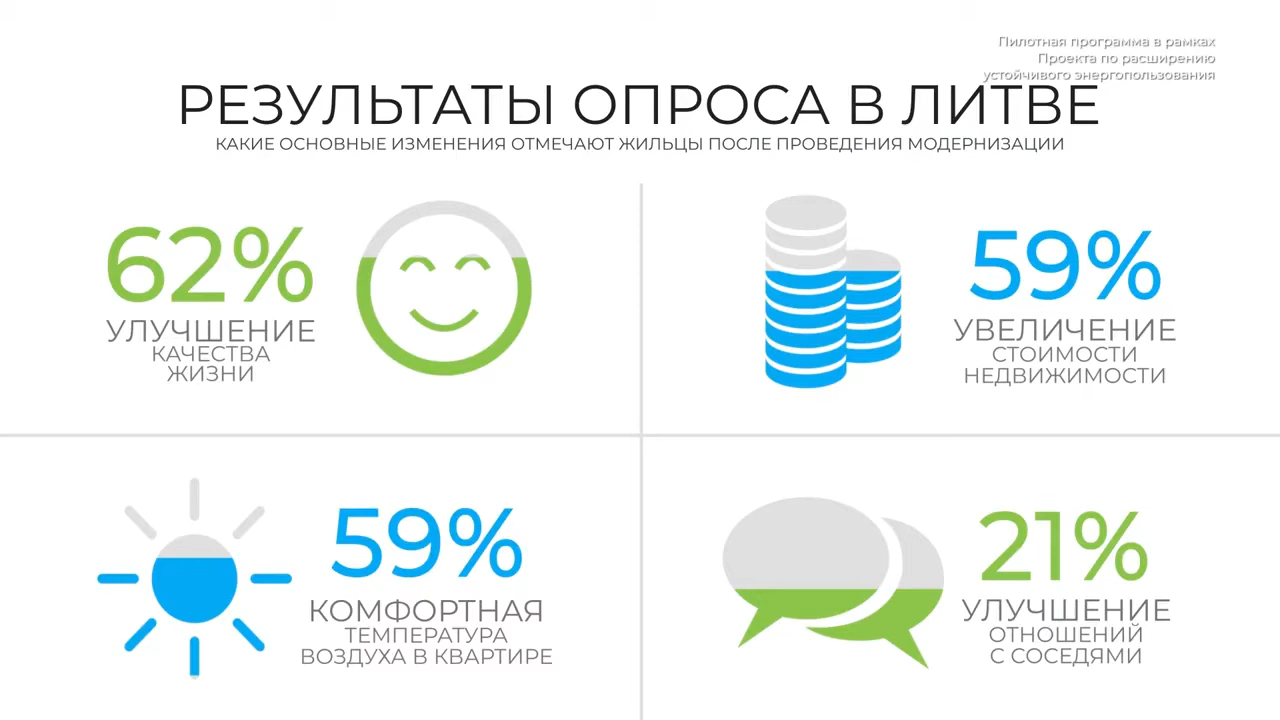 Пилотная программа в рамках
Проекта по расширению
устойчивого энергопользования
РЕЗУЛЬТАТЫ ОПРОСА В ЛИТВЕ
КАКИЕ ОСНОВНЫЕ ИЗМЕНЕНИЯ ОТМЕЧАЮТ ЖИЛЬЦЫ ПОСЛЕ ПРОВЕДЕНИЯ МОДЕРНИЗАЦИИ
62%
УЛУЧШЕНИЕ
КАЧЕСТВА
ЖИЗНИ
59%
УВЕЛИЧЕНИЕ
СТОИМОСТИ
НЕДВИЖИМОСТИ
59%
КОМФОРТНАЯ
ТЕМПЕРАТУРА
ВОЗДУХА В КВАРТИРЕ
21%
УЛУЧШЕНИЕ
ОТНОШЕНИЙ
С СОСЕДЯМИ